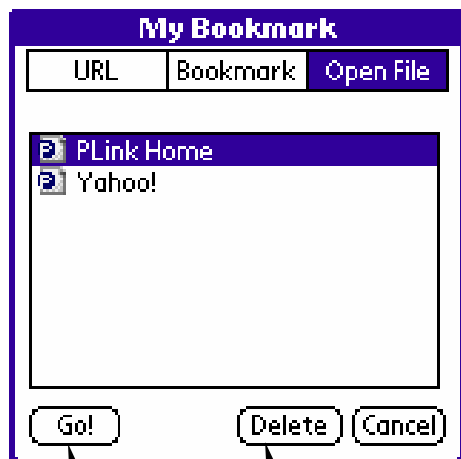 My Bookmark
URL Bookmark Open File
PLink Home
Yahoo!
Go! Delete Cancel